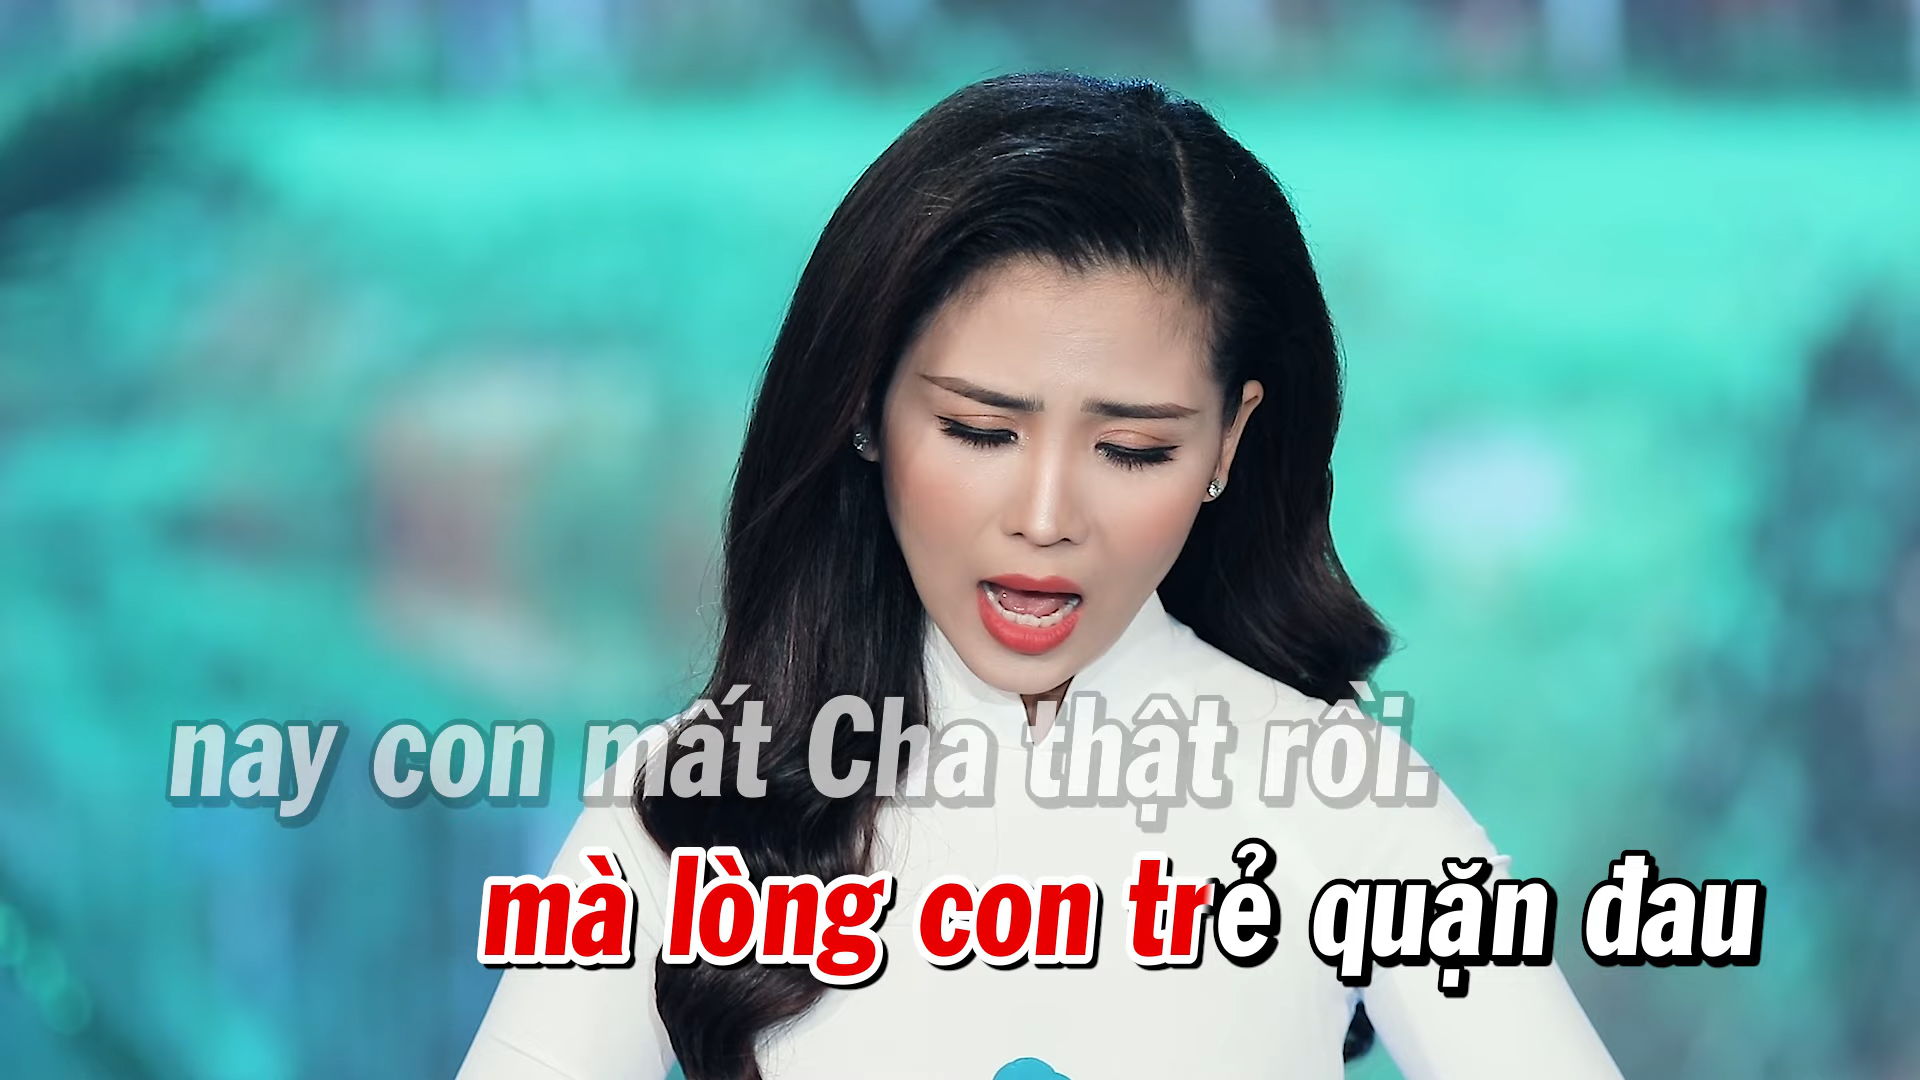 nay con mất Cha thật rồi.
mà lòng con trẻ quặn đau